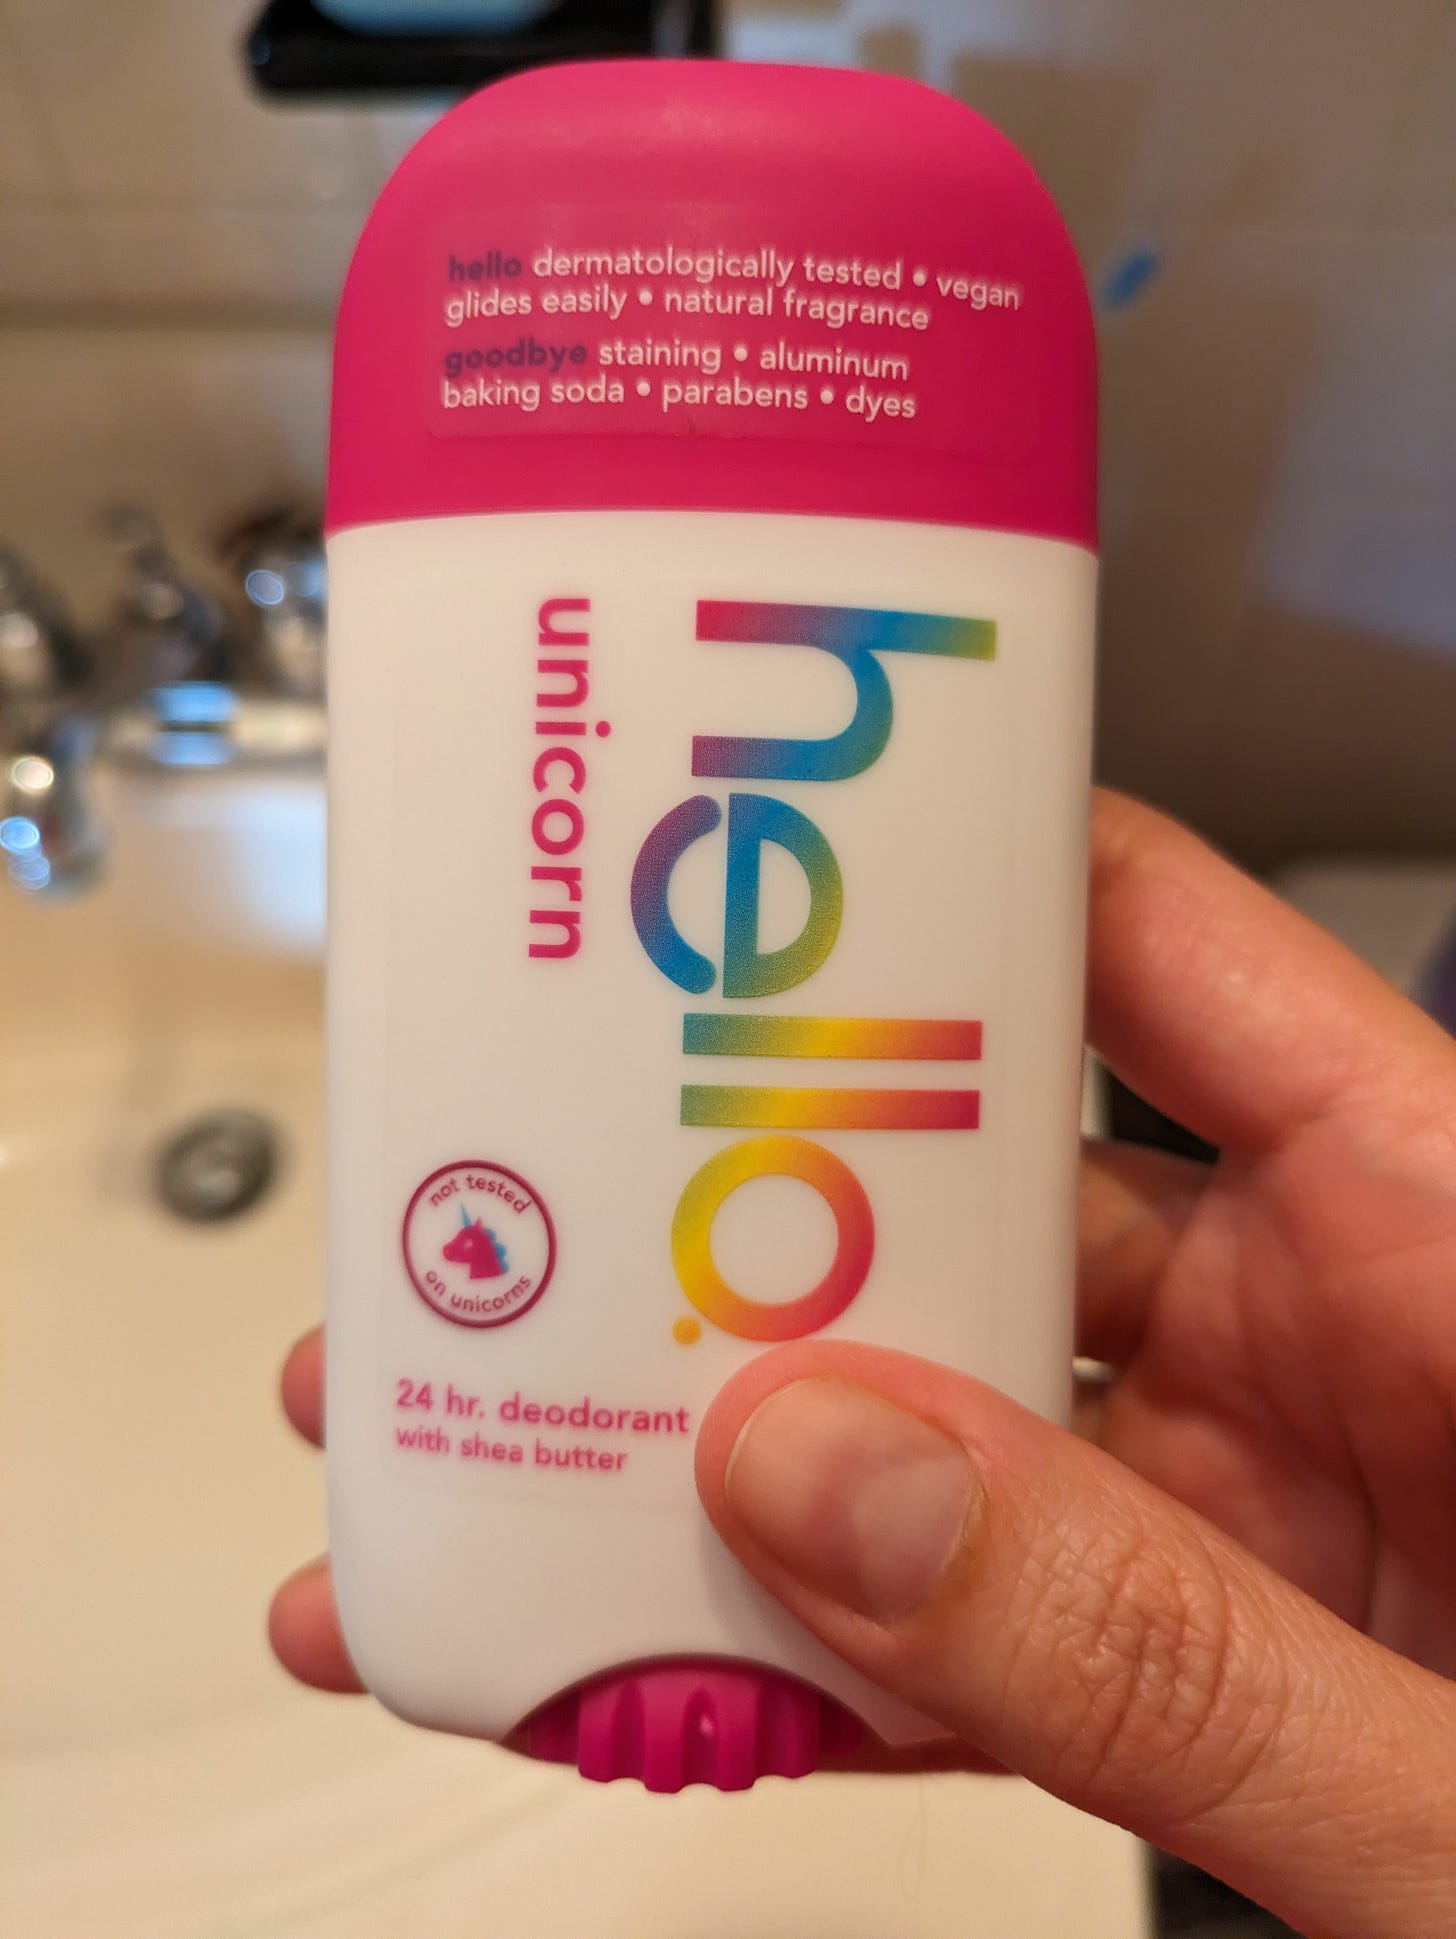 hello dermatologically tested • vegan
glides easily • natural fragrance
goodbye staining • aluminum
baking soda • parabens • dyes
hello.
unicorn
not tested
on unicorns
24 hr. deodorant
with shea butter